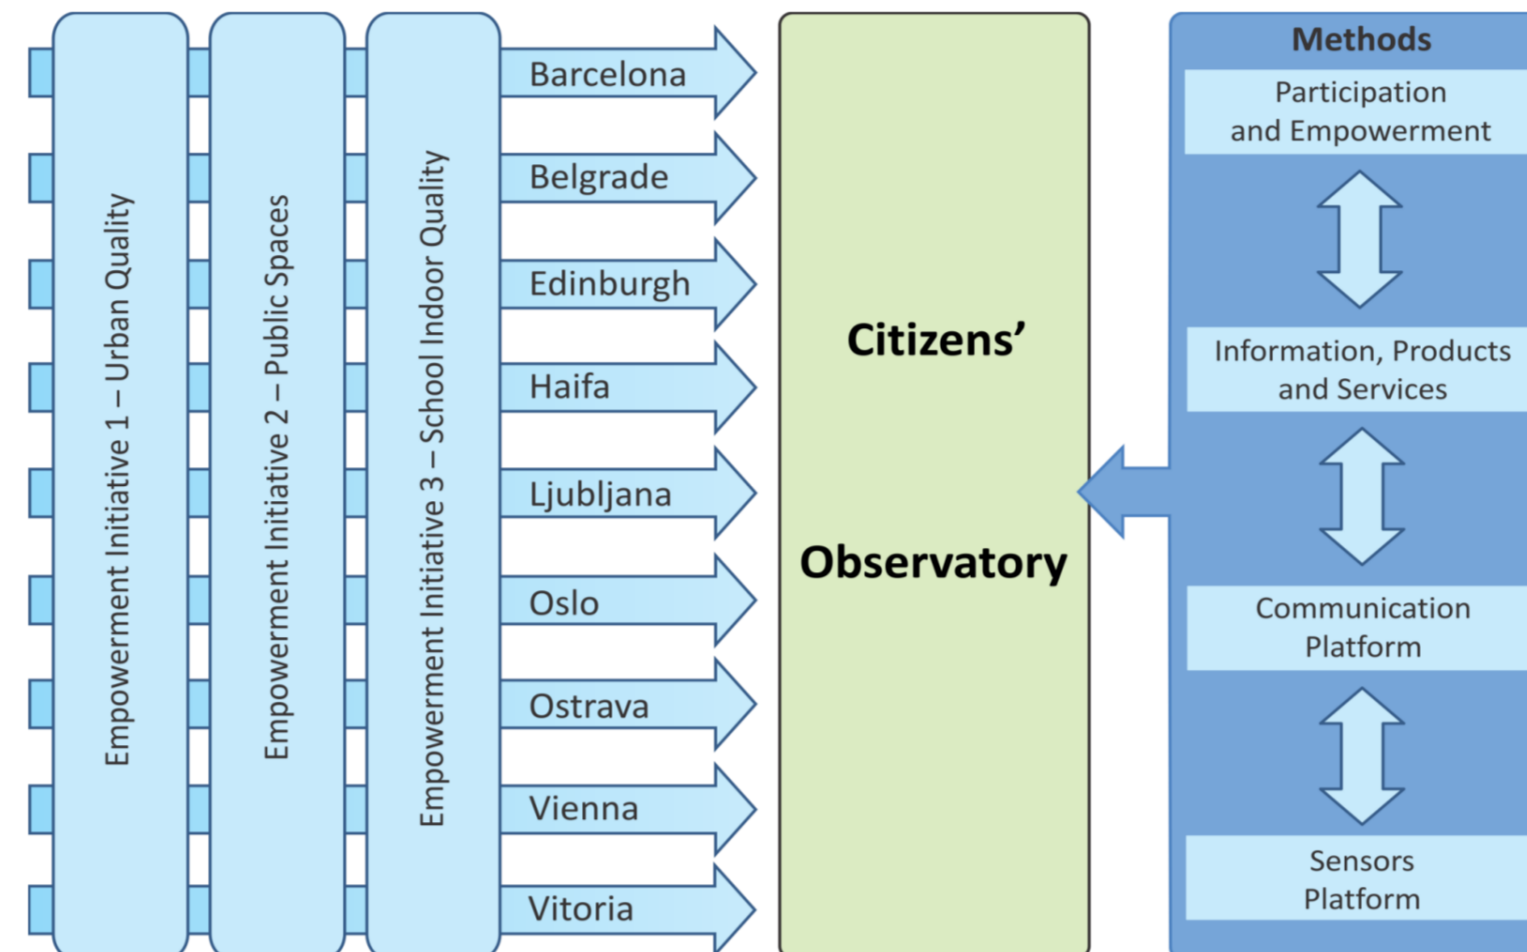 Empowerment Initiative 1 – Urban Quality
Empowerment Initiative 2 – Public Spaces
Empowerment Initiative 3 – School Indoor Quality
Barcelona
Belgrade
Edinburgh
Haifa
Ljubljana
Oslo
Ostrava
Vienna
Vitoria
Citizens’
Observatory
Methods
Participation
and Empowerment
Information, Products
and Services
Communication
Platform
Sensors
Platform